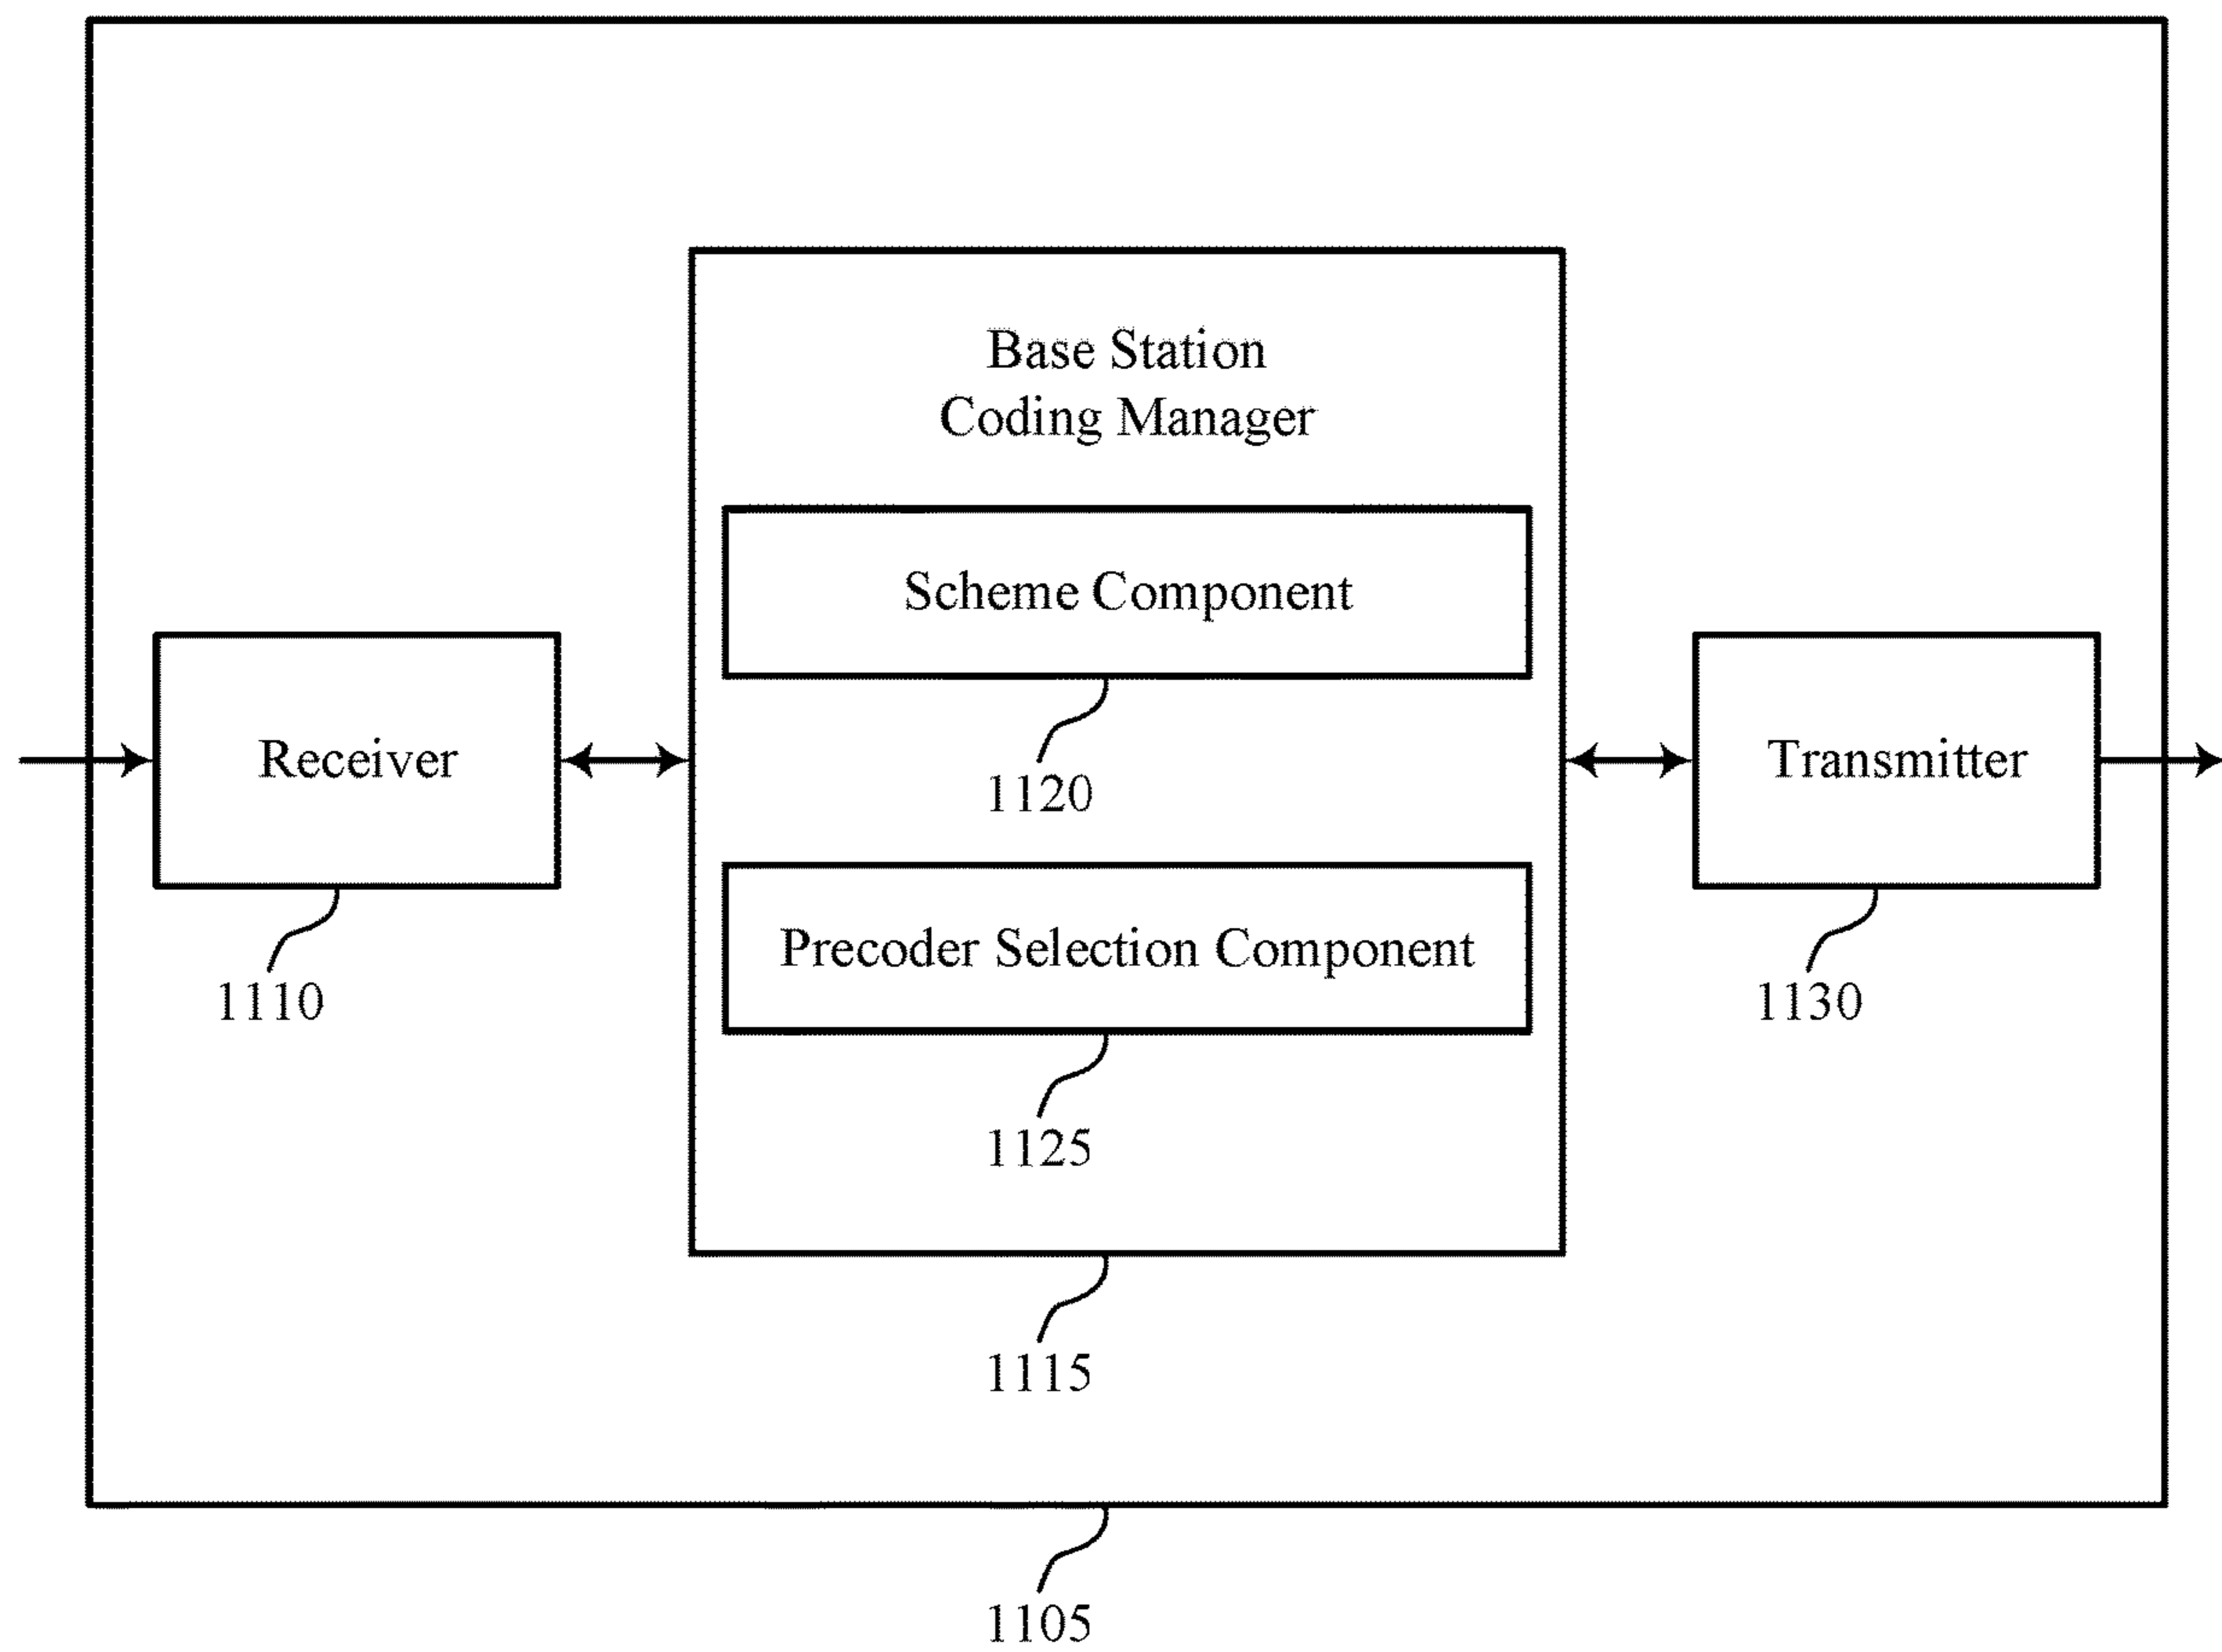 Base Station
Coding Manager
Scheme Component
1120
Receiver
1110
Transmitter
1130
Precoder Selection Component
1125
1115
1105